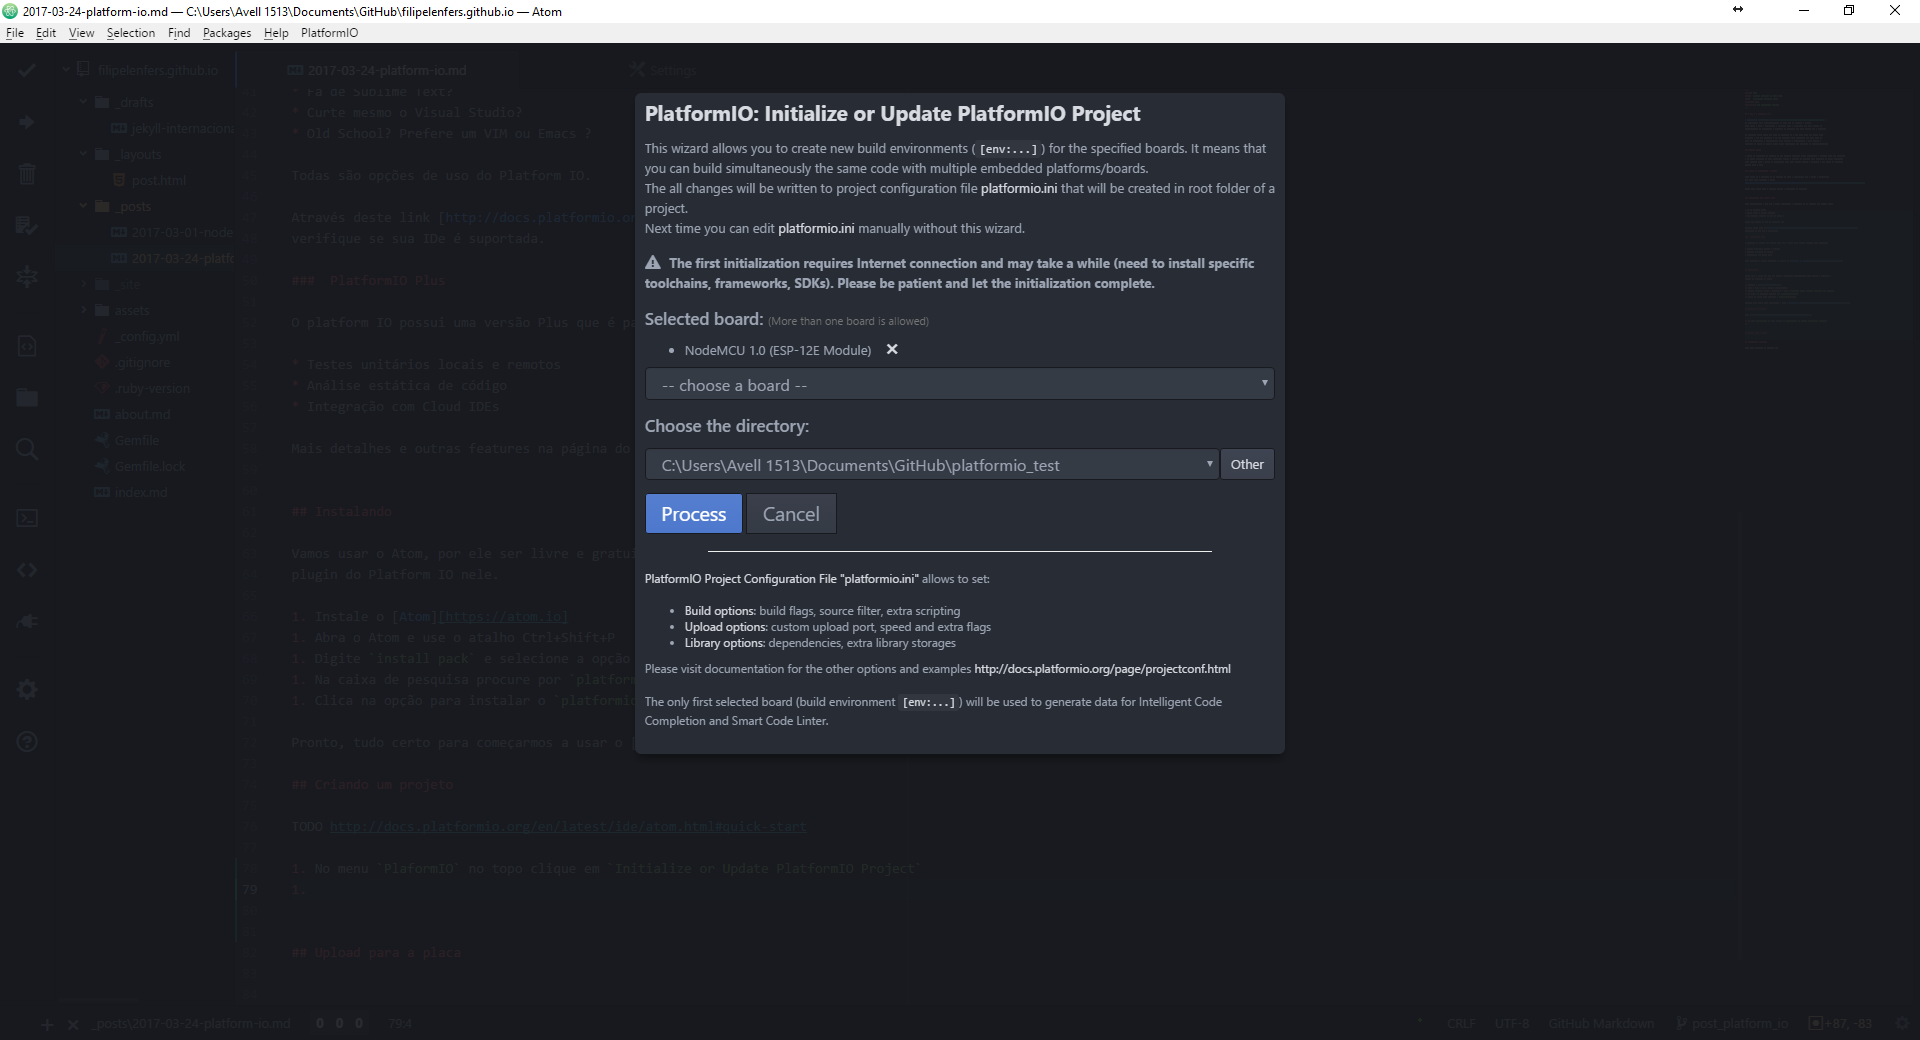 2017-03-24-platform-io.md — C:\Users\Avell 1513\Documents\GitHub\filipelenfers.github.io — Atom
File Edit View Selection Find Packages Help PlatformIO
filipelenfers.github.io
_drafts
jekyll-internaciona
_layouts
post.html
_posts
2017-03-01-node
2017-03-24-platfo
_site
assets
_config.yml
.gitignore
.ruby-version
about.md
Gemfile
Gemfile.lock
index.md
2017-03-24-platform-io.md
Settings
* Fã de Sublime Text?
* Curte mesmo o Visual Studio?
* Old School? Prefere um VIM ou Emacs ?
Todas são opções de uso do Platform IO.
Através deste link [http://docs.platformio.or
verifique se sua IDe é suportada.
### PlatformIO Plus
O platform IO possui uma versão Plus que é pa
* Testes unitários locais e remotos
* Análise estática de código
* Integração com Cloud IDEs
Mais detalhes e outras features na página do
## Instalando
Vamos usar o Atom, por ele ser livre e gratui
plugin do Platform IO nele.
1. Instale o [Atom][https://atom.io]
1. Abra o Atom e use o atalho Ctrl+Shift+P
1. Digite `install pack` e selecione a opção
1. Na caixa de pesquisa procure por `platform
1. Clica na opção para instalar o `platformio
Pronto, tudo certo para começarmos a usar o
## Criando um projeto
TODO http://docs.platformio.org/en/latest/ide/atom.html#quick-start
1. No menu `PlaformIO` no topo clique em `Initialize or Update PlatformIO Project`
79 1.
## Upload para a placa
PlatformIO: Initialize or Update PlatformIO Project
This wizard allows you to create new build environments ( [env:...] ) for the specified boards. It means that
you can build simultaneously the same code with multiple embedded platforms/boards.
The all changes will be written to project configuration file platformio.ini that will be created in root folder of a
project.
Next time you can edit platformio.ini manually without this wizard.
The first initialization requires Internet connection and may take a while (need to install specific
toolchains, frameworks, SDKs). Please be patient and let the initialization complete.
Selected board: (More than one board is allowed)
• NodeMCU 1.0 (ESP-12E Module)
-- choose a board --
Choose the directory:
C:\Users\Avell 1513\Documents\GitHub\platformio_test Other
Process Cancel
PlatformIO Project Configuration File "platformio.ini" allows to set:
• Build options: build flags, source filter, extra scripting
• Upload options: custom upload port, speed and extra flags
• Library options: dependencies, extra library storages
Please visit documentation for the other options and examples http://docs.platformio.org/page/projectconf.html
The only first selected board (build environment [env:...] ) will be used to generate data for Intelligent Code
Completion and Smart Code Linter.
_posts\2017-03-24-platform-io.md 0 0 0 79:4 CRLF UTF-8 GitHub Markdown post_platform_io +87, -83